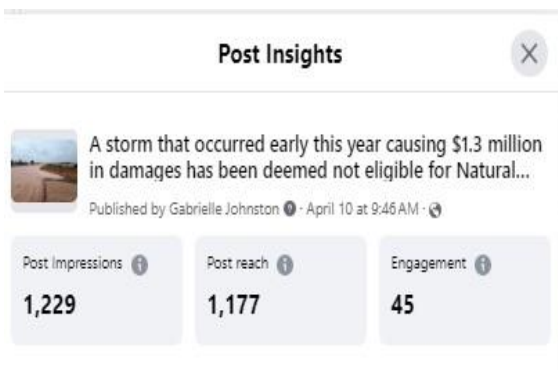 Post Insights
A storm that occurred early this year causing $1.3 million
in damages has been deemed not eligible for Natural...
Published by Gabrielle Johnston · April 10 at 9:46 AM ·
Post Impressions
Post reach
Engagement
1,229
1,177
45